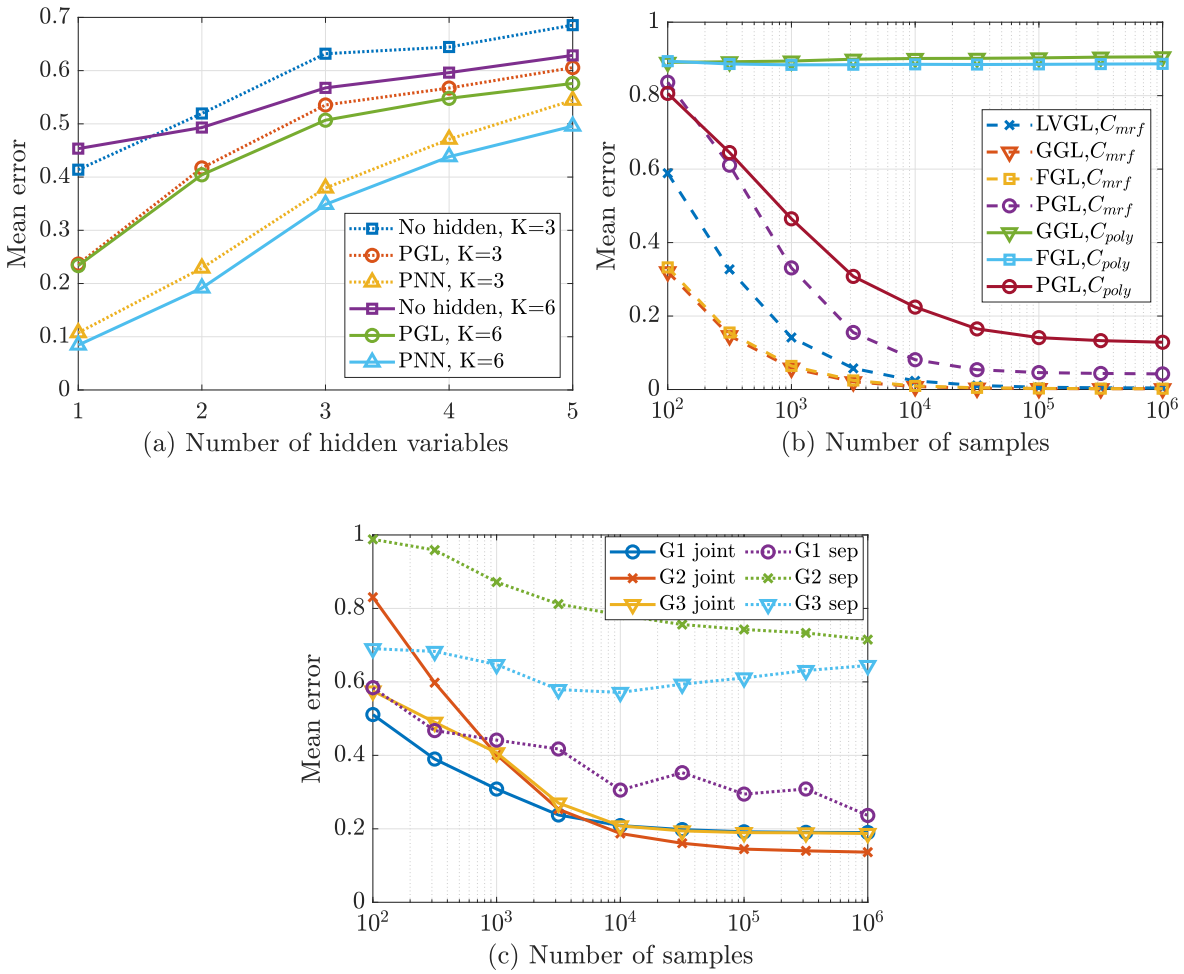 0.7
0.6
0.5
0.4
0.3
0.2
0.1
0
Mean error
1 2 3 4 5
No hidden, K=3
PGL, K=3
PNN, K=3
No hidden, K=6
PGL, K=6
PNN, K=6
(a) Number of hidden variables
1
0.8
0.6
0.4
0.2
0
Mean error
10² 10³ 10⁴ 10⁵ 10⁶
LVGL,C_mrf
GGL,C_mrf
FGL,C_mrf
PGL,C_mrf
GGL,C_poly
FGL,C_poly
PGL,C_poly
(b) Number of samples
1
0.8
0.6
0.4
0.2
0
Mean error
10² 10³ 10⁴ 10⁵ 10⁶
G1 joint G1 sep
G2 joint G2 sep
G3 joint G3 sep
(c) Number of samples